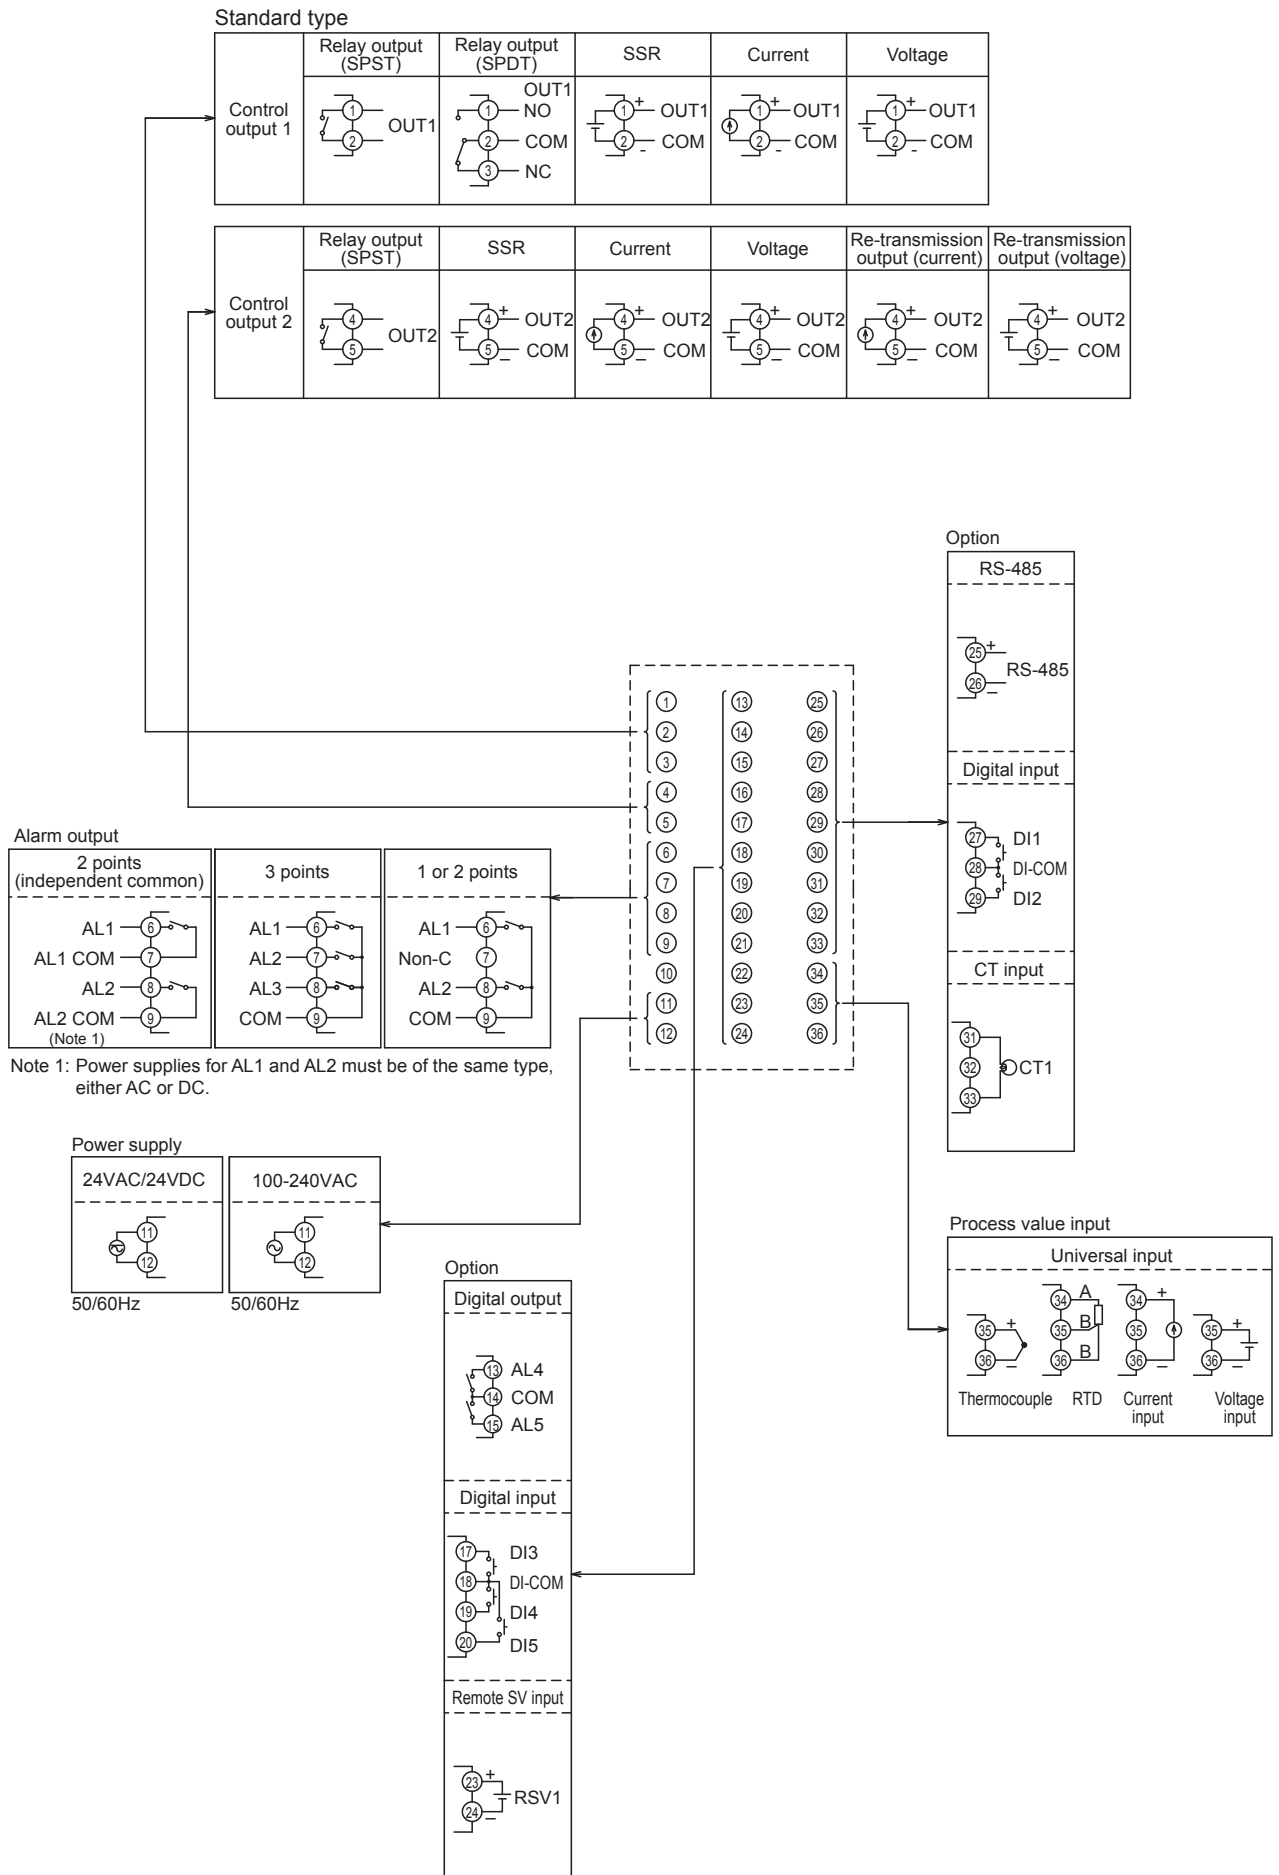 Standard type
Control output 1
Relay output (SPST)
Relay output (SPDT)
SSR
Current
Voltage
1
2
OUT1
OUT1
1
NO
2
COM
3
NC
1
+
OUT1
2
-
COM
1
+
OUT1
2
-
COM
1
+
OUT1
2
-
COM
Control output 2
Relay output (SPST)
SSR
Current
Voltage
Re-transmission output (current)
Re-transmission output (voltage)
4
5
OUT2
4
+
OUT2
5
−
COM
4
+
OUT2
5
−
COM
4
+
OUT2
5
−
COM
4
+
OUT2
5
−
COM
4
+
OUT2
5
−
COM
1 13 25
2 14 26
3 15 27
4 16 28
5 17 29
6 18 30
7 19 31
8 20 32
9 21 33
10 22 34
11 23 35
12 24 36
Alarm output
2 points
(independent common)
AL1 6
AL1 COM 7
AL2 8
AL2 COM 9
(Note 1)
3 points
AL1 6
AL2 7
AL3 8
COM 9
1 or 2 points
AL1 6
Non-C 7
AL2 8
COM 9
Note 1: Power supplies for AL1 and AL2 must be of the same type,
either AC or DC.
Power supply
24VAC/24VDC
11
12
50/60Hz
100-240VAC
11
12
50/60Hz
Option
Digital output
13 AL4
14 COM
15 AL5
Digital input
17 DI3
18 DI-COM
19 DI4
20 DI5
Remote SV input
23 +
RSV1
24 −
Option
RS-485
25 +
RS-485
26 −
Digital input
27 DI1
28 DI-COM
29 DI2
CT input
31
32 CT1
33
Process value input
Universal input
35 +
36 −
Thermocouple
34 A
35 B
36 B
RTD
34 +
35
36 −
Current
input
35 +
36 −
Voltage
input